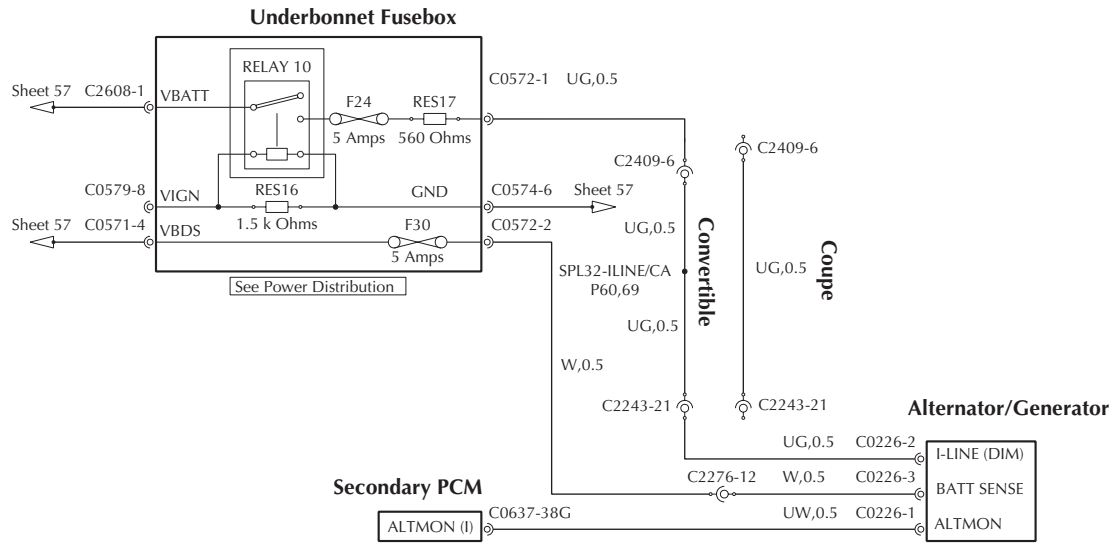 Underbonnet Fusebox
RELAY 10
Sheet 57 C2608-1 VBATT
F24
5 Amps
RES17
560 Ohms
C0572-1 UG,0.5
C0579-8 VIGN
RES16
1.5 k Ohms
GND C0574-6 Sheet 57
Sheet 57 C0571-4 VBDS
F30
5 Amps
C0572-2
See Power Distribution
C2409-6
UG,0.5
SPL32-ILINE/CA
P60,69
UG,0.5
Convertible
C2243-21
C2409-6
UG,0.5
Coupe
C2243-21
W,0.5
Alternator/Generator
UG,0.5 C0226-2 I-LINE (DIM)
C2276-12 W,0.5 C0226-3 BATT SENSE
Secondary PCM
ALTMON (I) C0637-38G UW,0.5 C0226-1 ALTMON